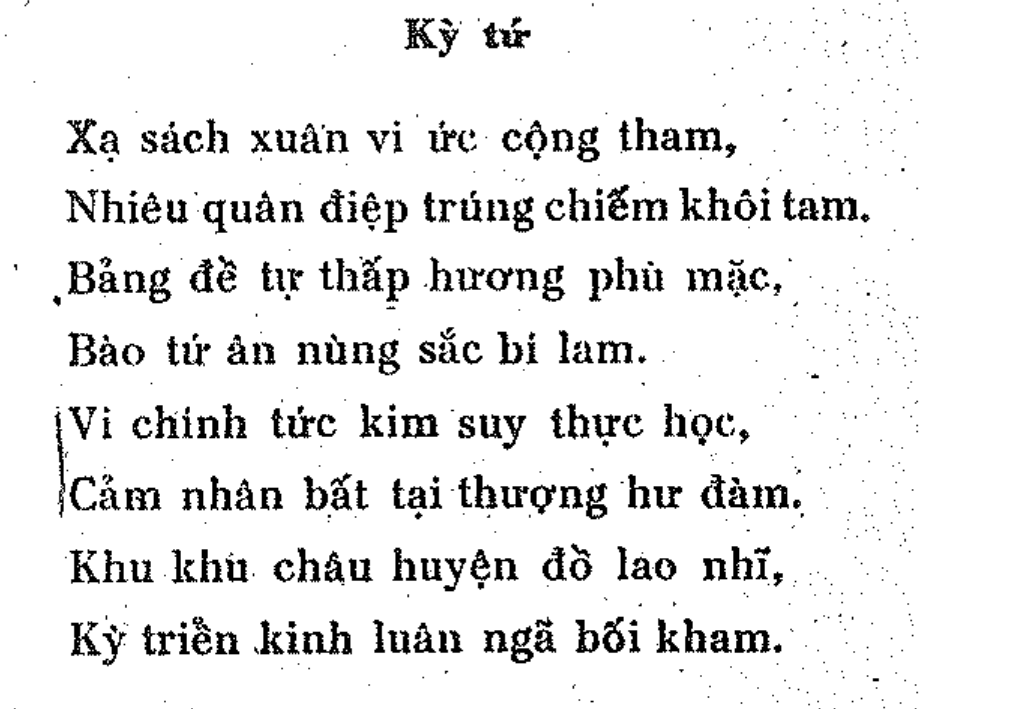 Kỳ tứ
Xạ sách xuân vi ức cộng tham,
Nhiêu quân điệp trúng chiếm khôi tam.
Bảng đề tự thấp hương phù mặc,
Bào tứ ân nùng sắc bí lam.
Vi chính tức kim suy thực học,
Cảm nhân bất tại thượng hư đàm.
Khu khu châu huyện đồ lao nhĩ,
Kỳ triển kinh luân ngã bối kham.